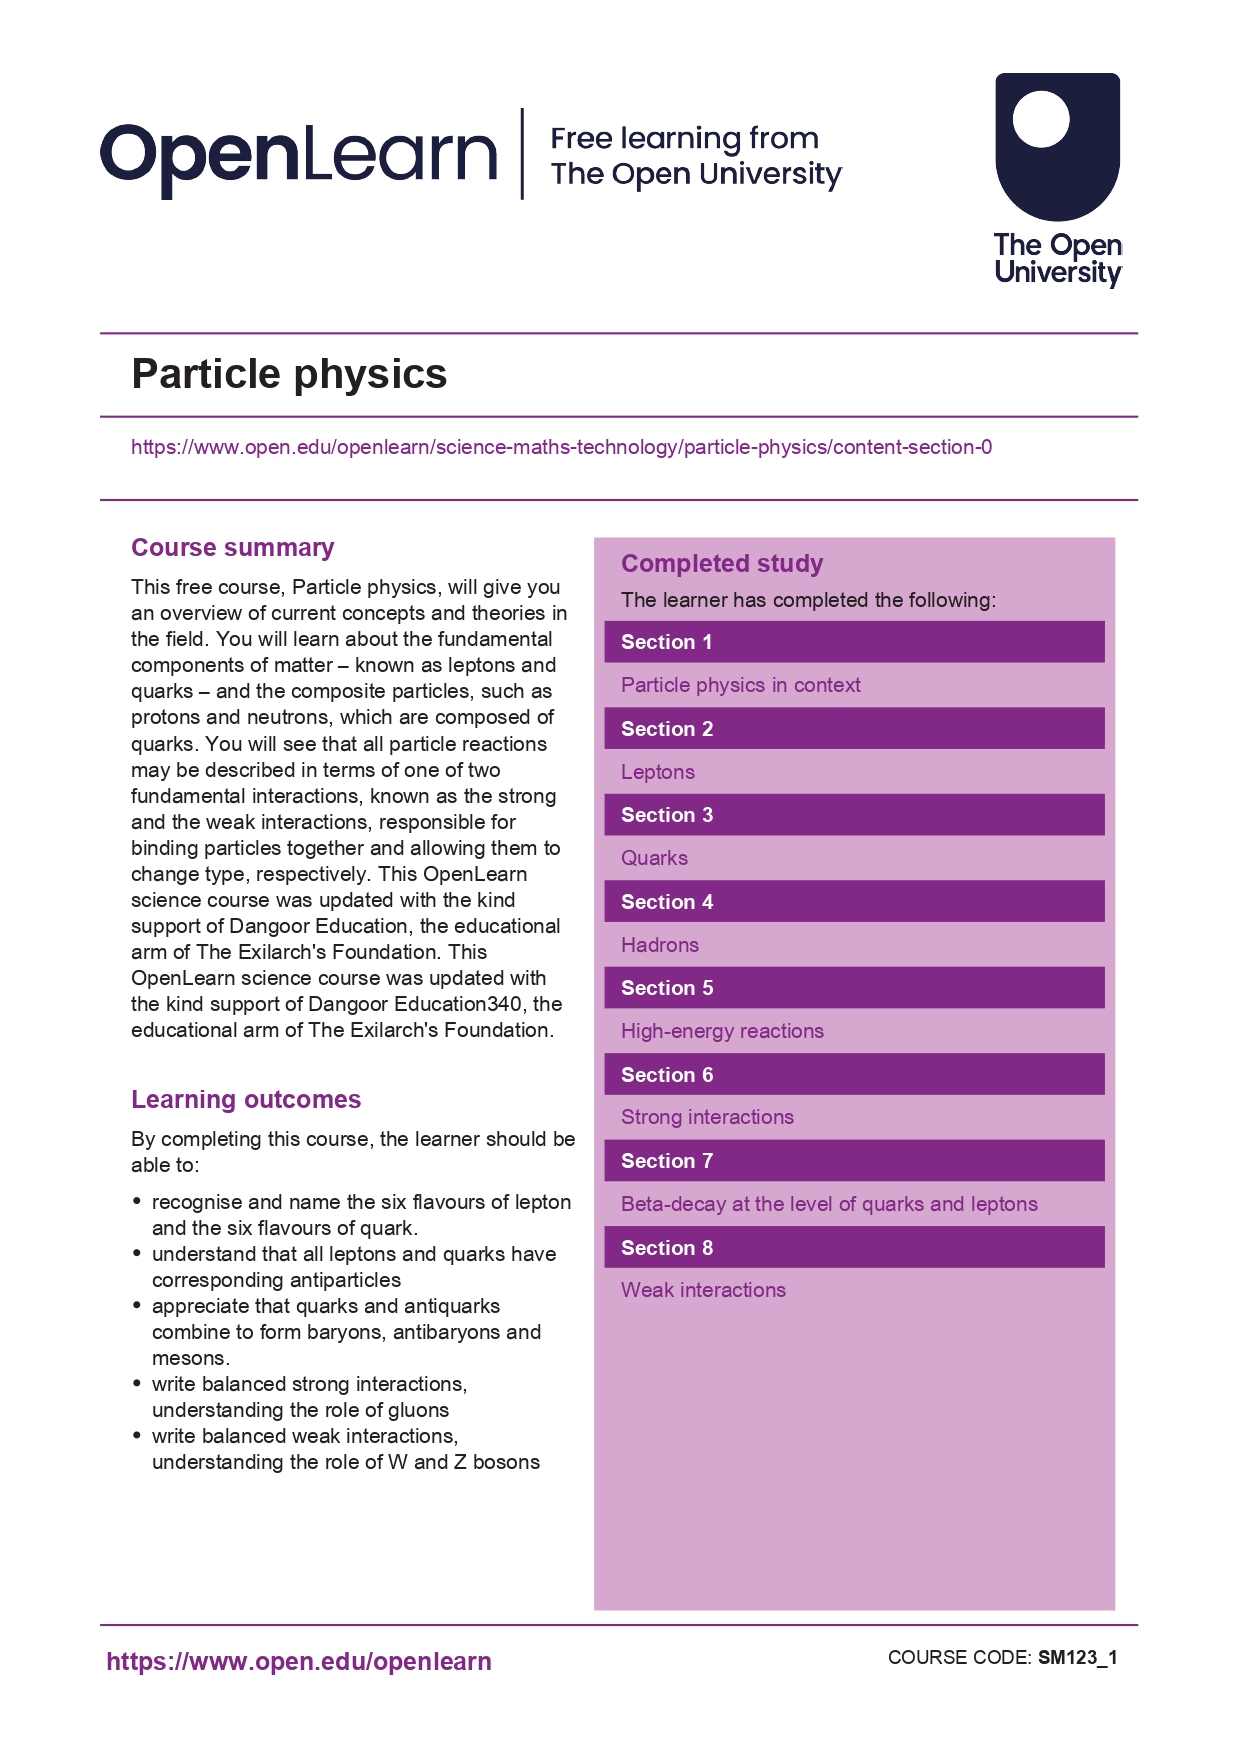 OpenLearn
Free learning from
The Open University
The Open
University
Particle physics
https://www.open.edu/openlearn/science-maths-technology/particle-physics/content-section-0
Course summary
This free course, Particle physics, will give you
an overview of current concepts and theories in
the field. You will learn about the fundamental
components of matter – known as leptons and
quarks – and the composite particles, such as
protons and neutrons, which are composed of
quarks. You will see that all particle reactions
may be described in terms of one of two
fundamental interactions, known as the strong
and the weak interactions, responsible for
binding particles together and allowing them to
change type, respectively. This OpenLearn
science course was updated with the kind
support of Dangoor Education, the educational
arm of The Exilarch's Foundation. This
OpenLearn science course was updated with
the kind support of Dangoor Education340, the
educational arm of The Exilarch's Foundation.
Learning outcomes
By completing this course, the learner should be
able to:
• recognise and name the six flavours of lepton
and the six flavours of quark.
• understand that all leptons and quarks have
corresponding antiparticles
• appreciate that quarks and antiquarks
combine to form baryons, antibaryons and
mesons.
• write balanced strong interactions,
understanding the role of gluons
• write balanced weak interactions,
understanding the role of W and Z bosons
Completed study
The learner has completed the following:
Section 1
Particle physics in context
Section 2
Leptons
Section 3
Quarks
Section 4
Hadrons
Section 5
High-energy reactions
Section 6
Strong interactions
Section 7
Beta-decay at the level of quarks and leptons
Section 8
Weak interactions
https://www.open.edu/openlearn
COURSE CODE: SM123_1